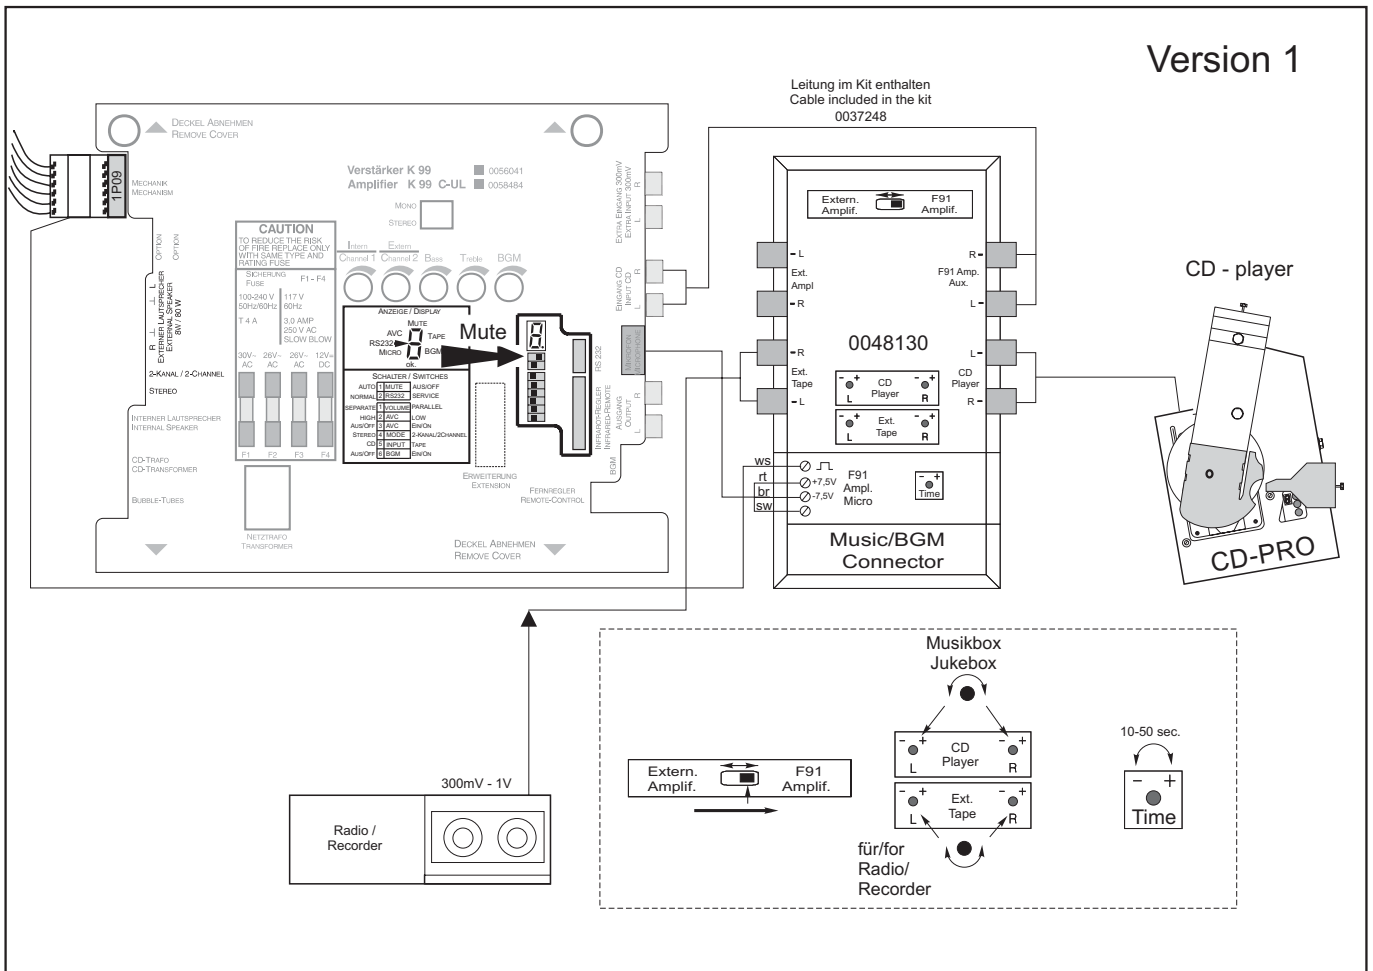 Version 1
Leitung im Kit enthalten
Cable included in the kit
0037248
DECKEL ABNEHMEN
REMOVE COVER
1P09
MECHANIK
MECHANISM
Verstärker K 99
0056041
Amplifier K 99 C-UL
0058484
MONO
STEREO
OPTION
OPTION
EXTERNER LAUTSPRECHER
EXTERNAL SPEAKER
8W / 80 W
R ⊥ ⊥ L
2-KANAL / 2-CHANNEL
STEREO
INTERNER LAUTSPRECHER
INTERNAL SPEAKER
CD-TRAFO
CD-TRANSFORMER
BUBBLE-TUBES
CAUTION
TO REDUCE THE RISK
OF FIRE REPLACE ONLY
WITH SAME TYPE AND
RATING FUSE
SICHERUNG
FUSE
F1 - F4
100-240 V
50Hz/60Hz
117 V
60Hz
T 4 A
3.0 AMP
250 V AC
SLOW BLOW
30V~ 26V~ 26V~ 12V=
AC AC AC DC
F1 F2 F3 F4
NETZTRAFO
TRANSFORMER
Intern Extern
Channel 1 Channel 2 Bass Treble BGM
ANZEIGE / DISPLAY
MUTE
AVC TAPE
RS232
MICRO BGM
ok.
Mute
SCHALTER / SWITCHES
AUTO 1 MUTE AUS/OFF
NORMAL 2 RS232 SERVICE
SEPARATE 1 VOLUME PARALLEL
HIGH 2 AVC LOW
AUS/OFF 3 AVC EIN/ON
STEREO 4 MODE 2-KANAL/2CHANNEL
CD 5 INPUT TAPE
AUS/OFF 6 BGM EIN/ON
ERWEITERUNG
EXTENSION
FERNREGLER
REMOTE-CONTROL
DECKEL ABNEHMEN
REMOVE COVER
EXTRA EINGANG 300mV
EXTRA INPUT 300mV
R
L
EINGANG CD
INPUT CD
R
L
RS 232
MIKROFON
MICROPHONE
INFRAROT-REGLER
INFRARED-REMOTE
AUSGANG
OUTPUT
R
L
BGM
Extern.
Amplif.
F91
Amplif.
- L
Ext.
Ampl
- R
R -
F91 Amp.
Aux.
L -
0048130
- R
Ext.
Tape
- L
L -
CD
Player
R -
- + CD - +
L Player R
- + Ext. - +
L Tape R
ws
rt
br
sw
+7,5V
-7,5V
F91
Ampl.
Micro
- +
Time
Music/BGM
Connector
CD - player
CD-PRO
300mV - 1V
Radio /
Recorder
Musikbox
Jukebox
Extern.
Amplif.
F91
Amplif.
- + CD - +
L Player R
- + Ext. - +
L Tape R
für/for
Radio/
Recorder
10-50 sec.
- +
Time